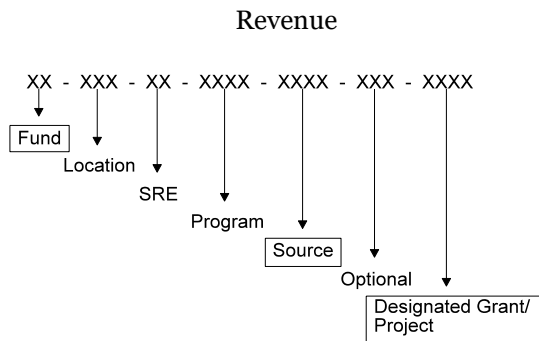 Revenue
XX - XXX - XX - XXXX - XXXX - XXX - XXXX
Fund
Location
SRE
Program
Source
Optional
Designated Grant/
Project